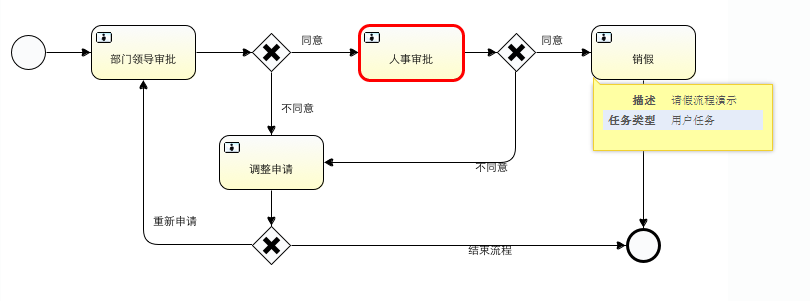 部门领导审批
同意
人事审批
同意
销假
描述 请假流程演示
任务类型 用户任务
不同意
调整申请
不同意
重新申请
结束流程